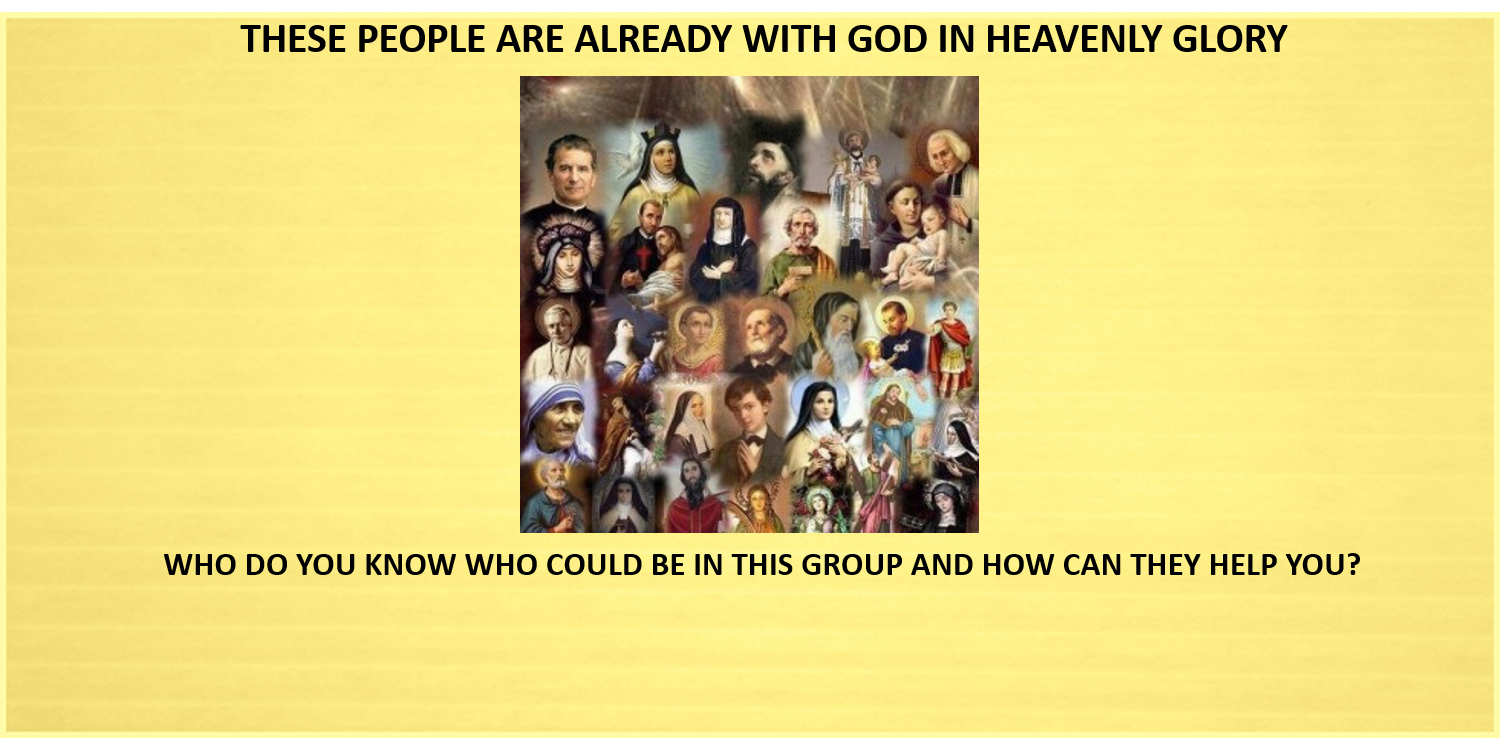 THESE PEOPLE ARE ALREADY WITH GOD IN HEAVENLY GLORY
WHO DO YOU KNOW WHO COULD BE IN THIS GROUP AND HOW CAN THEY HELP YOU?